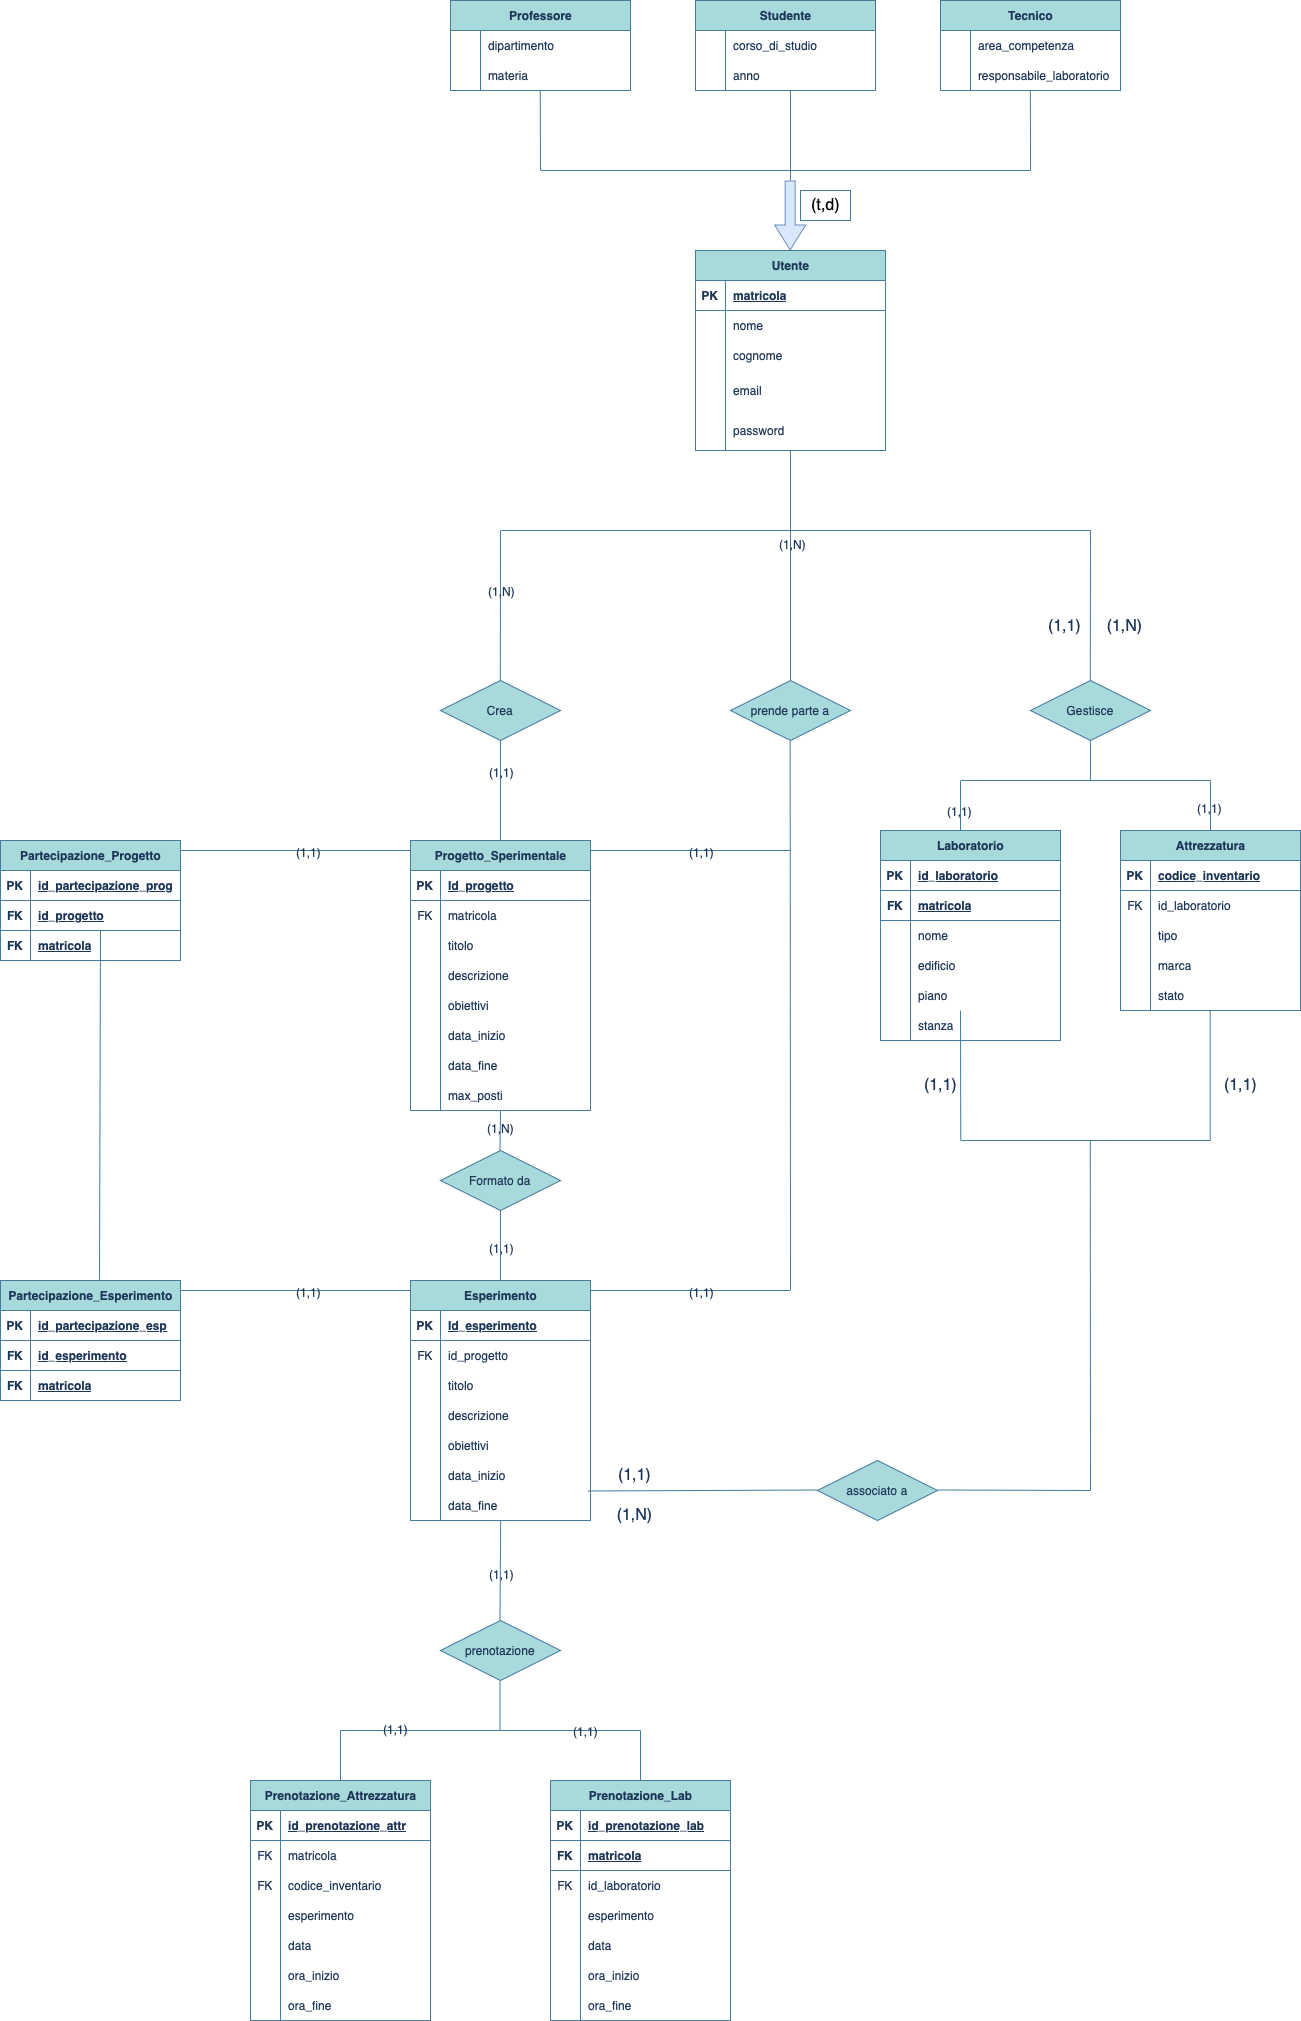 Professore
dipartimento
materia
Studente
corso_di_studio
anno
Tecnico
area_competenza
responsabile_laboratorio
(t,d)
Utente
PK matricola
nome
cognome
email
password
(1,N)
(1,N)
(1,1) (1,N)
Crea
prende parte a
Gestisce
(1,1)
(1,1)
(1,1)
Partecipazione_Progetto
PK id_partecipazione_prog
FK id_progetto
FK matricola
(1,1)
Progetto_Sperimentale
PK Id_progetto
FK matricola
titolo
descrizione
obiettivi
data_inizio
data_fine
max_posti
(1,1)
Laboratorio
PK id_laboratorio
FK matricola
nome
edificio
piano
stanza
Attrezzatura
PK codice_inventario
FK id_laboratorio
tipo
marca
stato
(1,1)
(1,1)
(1,N)
Formato da
(1,1)
Partecipazione_Esperimento
PK id_partecipazione_esp
FK id_esperimento
FK matricola
(1,1)
Esperimento
PK Id_esperimento
FK id_progetto
titolo
descrizione
obiettivi
data_inizio
data_fine
(1,1)
(1,1)
(1,N)
associato a
(1,1)
prenotazione
(1,1)
(1,1)
Prenotazione_Attrezzatura
PK id_prenotazione_attr
FK matricola
FK codice_inventario
esperimento
data
ora_inizio
ora_fine
Prenotazione_Lab
PK id_prenotazione_lab
FK matricola
FK id_laboratorio
esperimento
data
ora_inizio
ora_fine